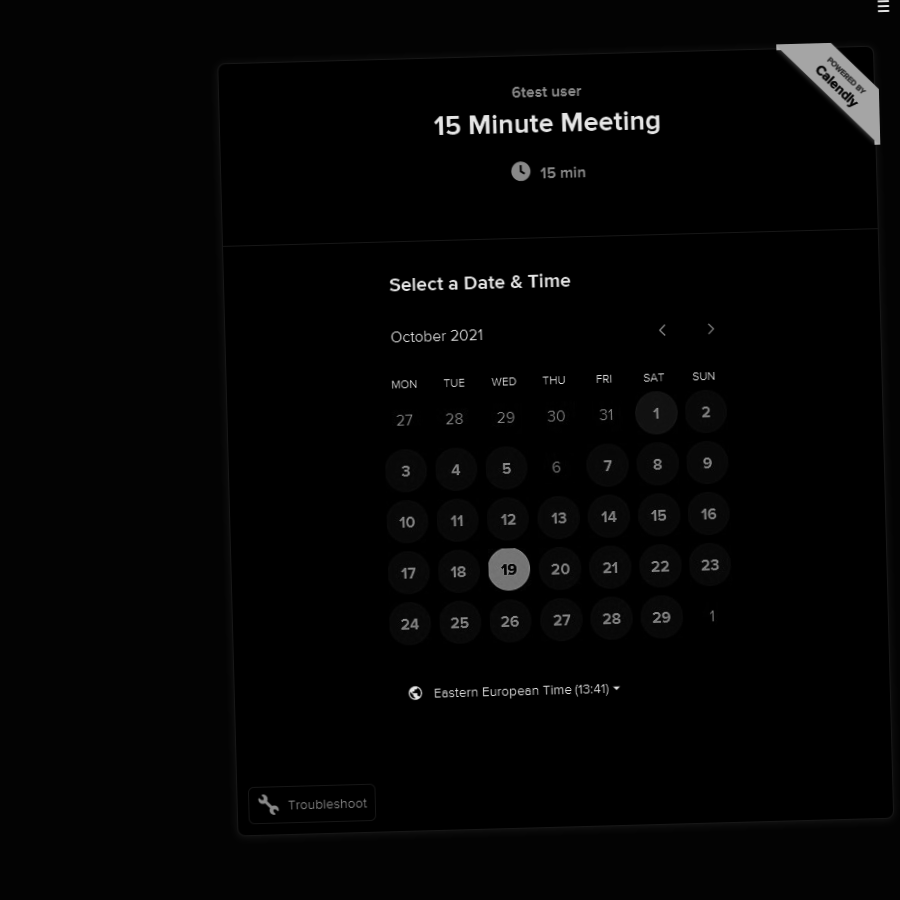 POWERED BY
Calendly
6test user
15 Minute Meeting
15 min
Select a Date & Time
October 2021
MON TUE WED THU FRI SAT SUN
27 28 29 30 31 1 2
3 4 5 6 7 8 9
10 11 12 13 14 15 16
17 18 19 20 21 22 23
24 25 26 27 28 29 1
Eastern European Time (13:41)
Troubleshoot